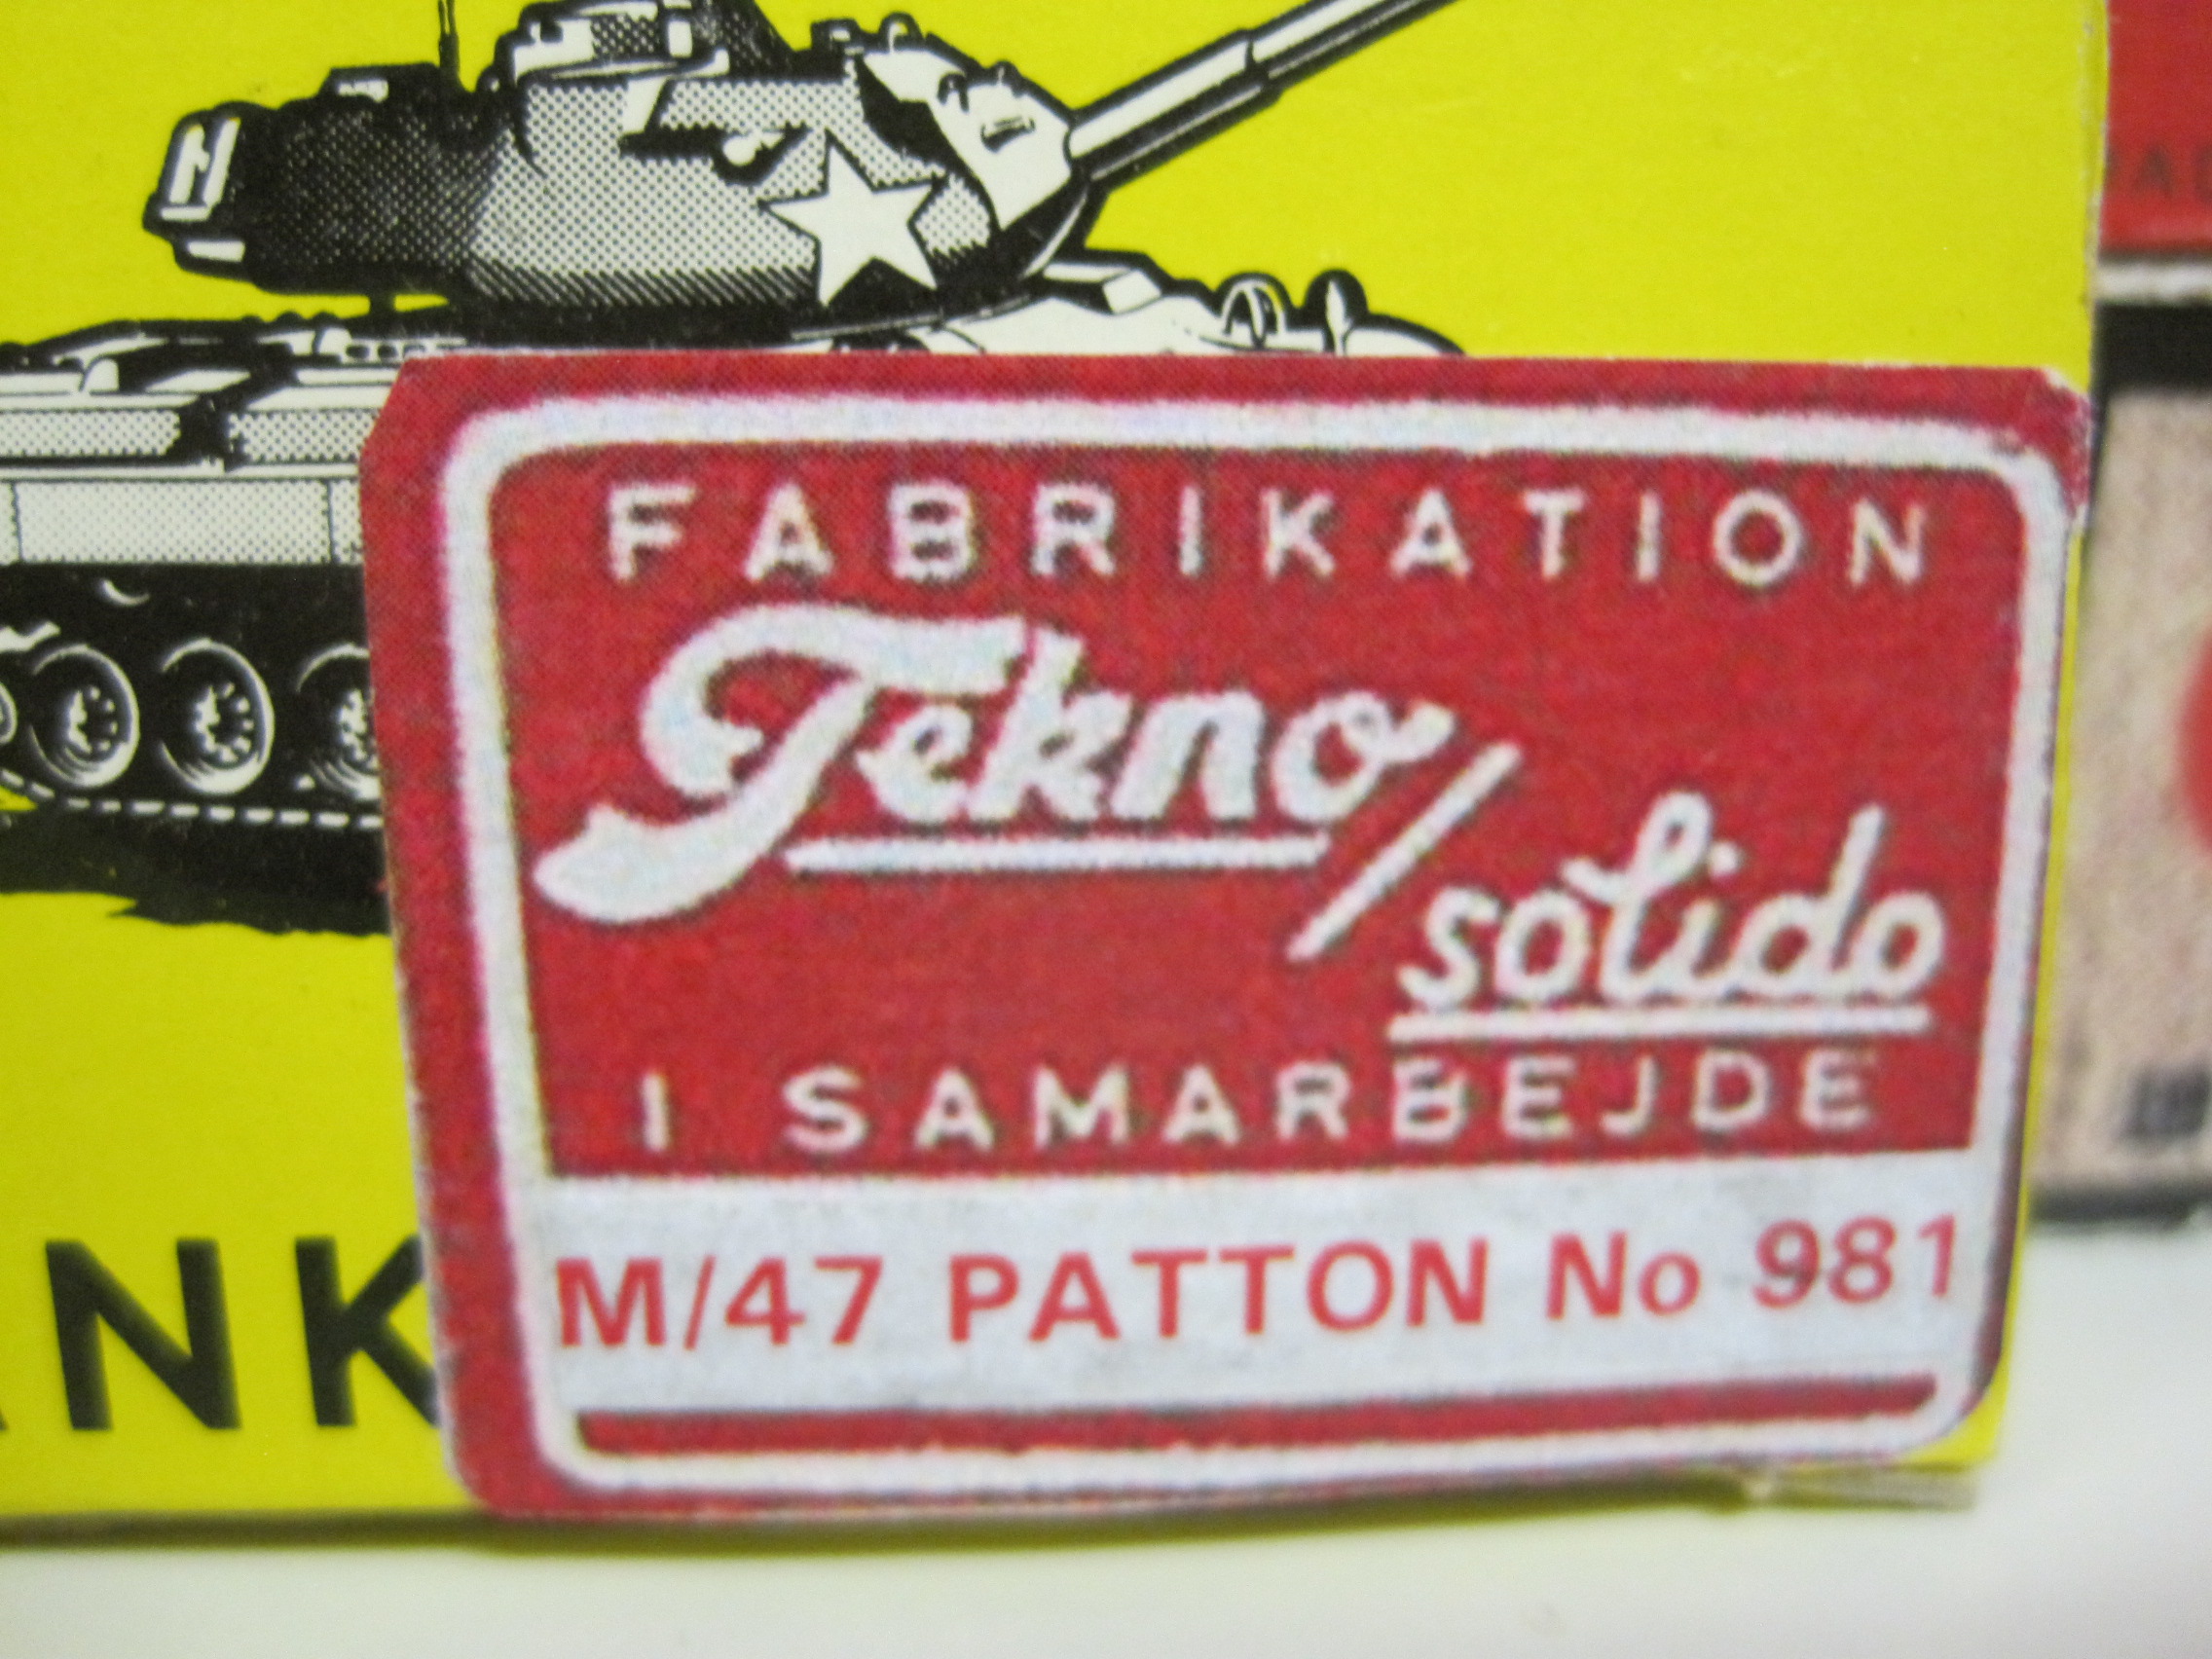 FABRIKATION
Tekno/
solido
I SAMARBEJDE
M/47 PATTON No 981
ANK